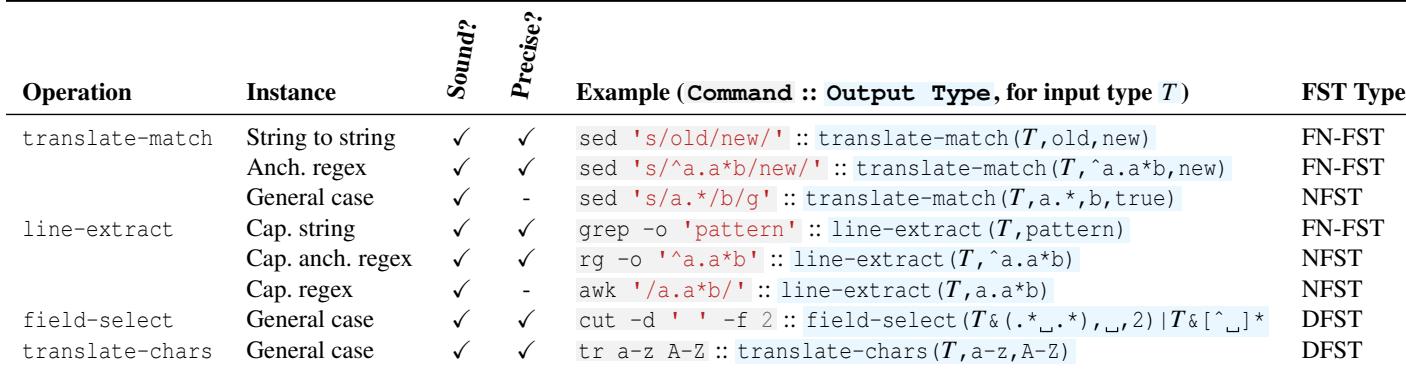 Operation Instance Sound? Precise? Example (Command :: Output Type, for input type T) FST Type
translate-match String to string ✓ ✓ sed 's/old/new/' :: translate-match(T,old,new) FN-FST
Anch. regex ✓ ✓ sed 's/^a.a*b/new/' :: translate-match(T,^a.a*b,new) FN-FST
General case ✓ - sed 's/a.*/b/g' :: translate-match(T,a.*,b,true) NFST
line-extract Cap. string ✓ ✓ grep -o 'pattern' :: line-extract(T,pattern) FN-FST
Cap. anch. regex ✓ ✓ rg -o '^a.a*b' :: line-extract(T,^a.a*b) NFST
Cap. regex ✓ - awk '/a.a*b/' :: line-extract(T,a.a*b) NFST
field-select General case ✓ ✓ cut -d ' ' -f 2 :: field-select(T&(.*␣.*),␣,2)|T&[^␣]* DFST
translate-chars General case ✓ ✓ tr a-z A-Z :: translate-chars(T,a-z,A-Z) DFST